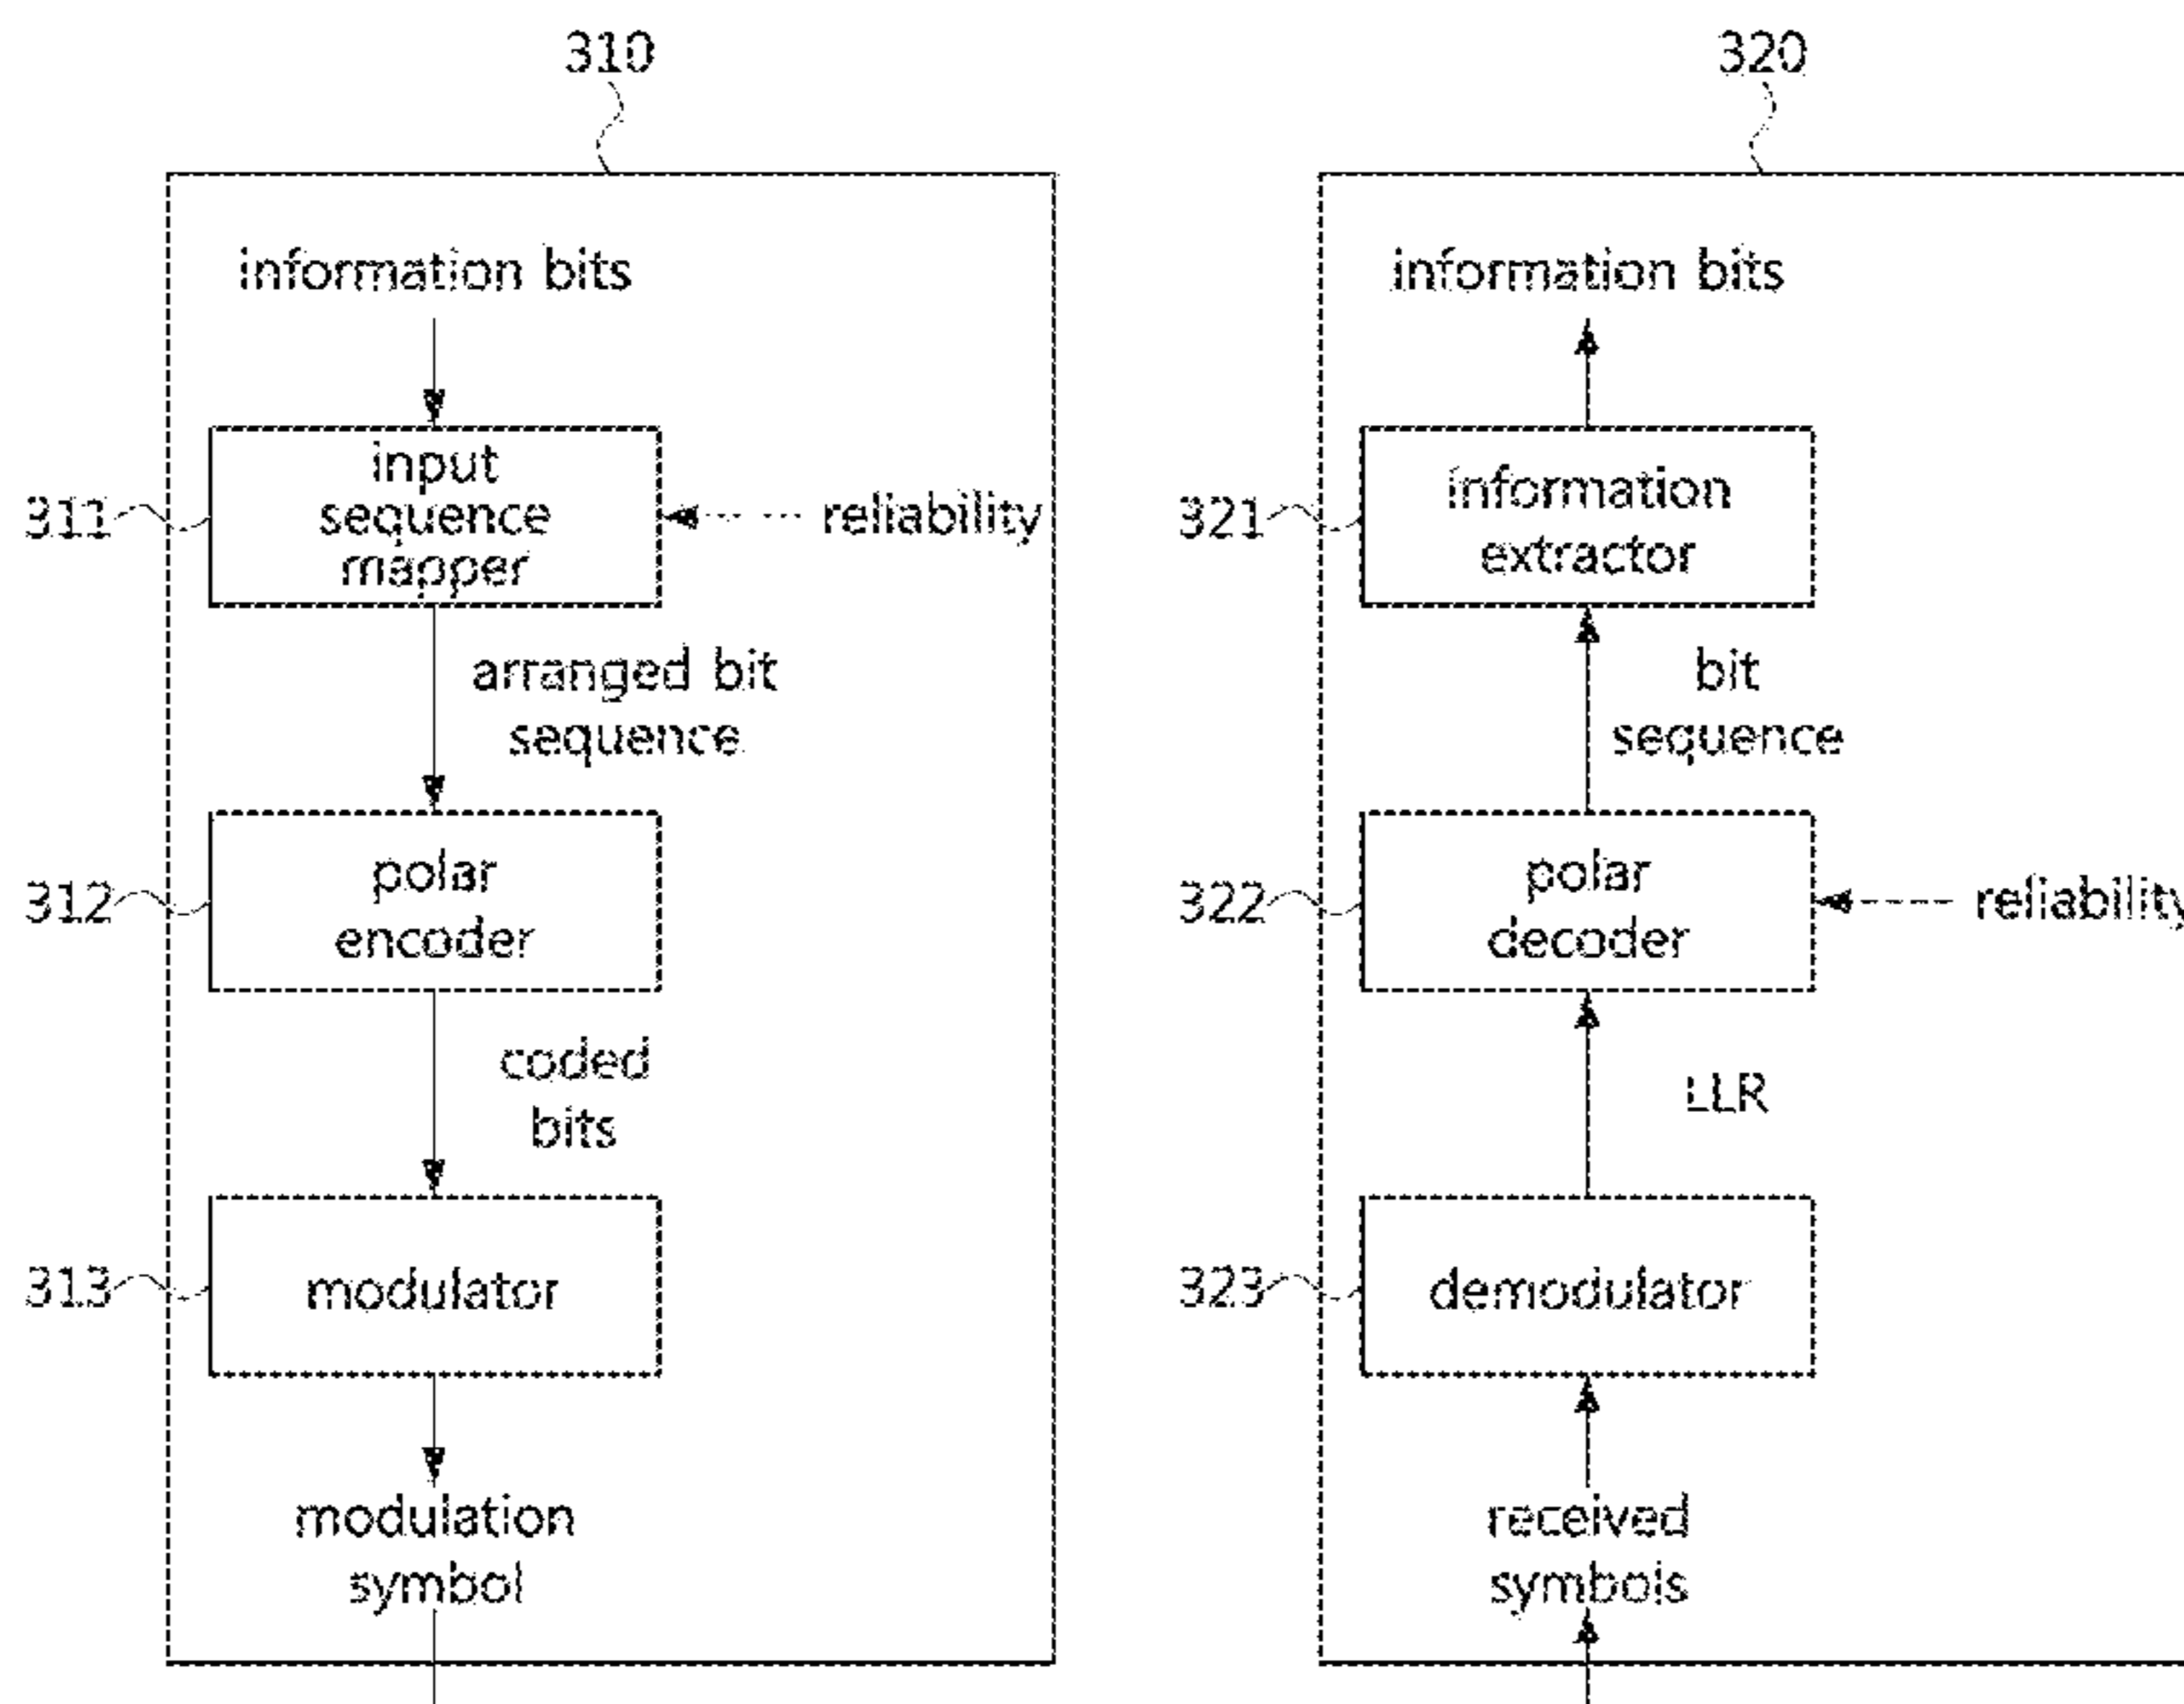 310
information bits
311
input
sequence
mapper
reliability
arranged bit
sequence
312
polar
encoder
coded
bits
313
modulator
modulation
symbol
320
information bits
321
information
extractor
bit
sequence
322
polar
decoder
reliability
LLR
323
demodulator
received
symbols